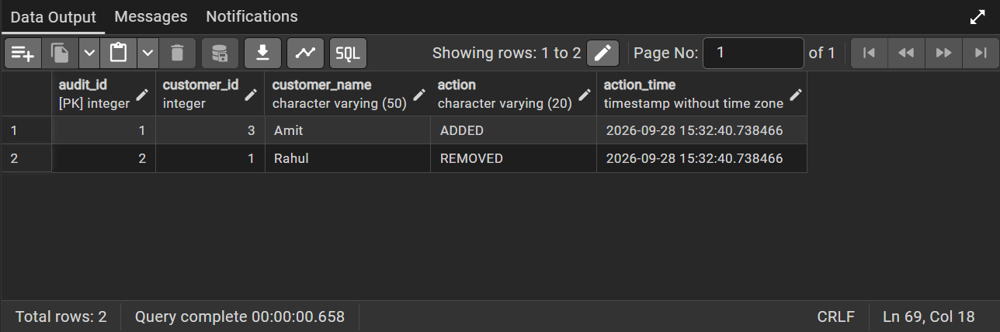 Data Output Messages Notifications
SQL Showing rows: 1 to 2 Page No: 1 of 1
audit_id customer_id customer_name action action_time
[PK] integer integer character varying (50) character varying (20) timestamp without time zone
1 1 3 Amit ADDED 2026-09-28 15:32:40.738466
2 2 1 Rahul REMOVED 2026-09-28 15:32:40.738466
Total rows: 2 Query complete 00:00:00.658 CRLF Ln 69, Col 18